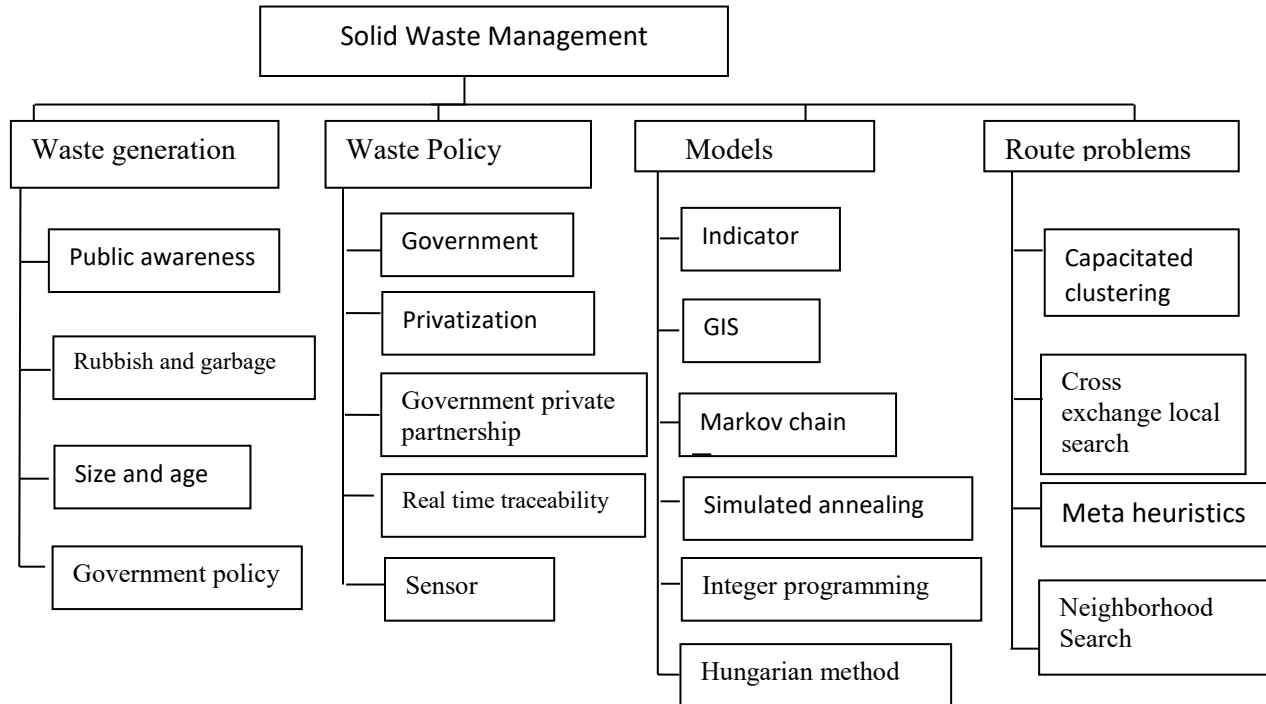 Solid Waste Management
Waste generation
Public awareness
Rubbish and garbage
Size and age
Government policy
Waste Policy
Government
Privatization
Government private
partnership
Real time traceability
Sensor
Models
Indicator
GIS
Markov chain
Simulated annealing
Integer programming
Hungarian method
Route problems
Capacitated
clustering
Cross
exchange local
search
Meta heuristics
Neighborhood
Search